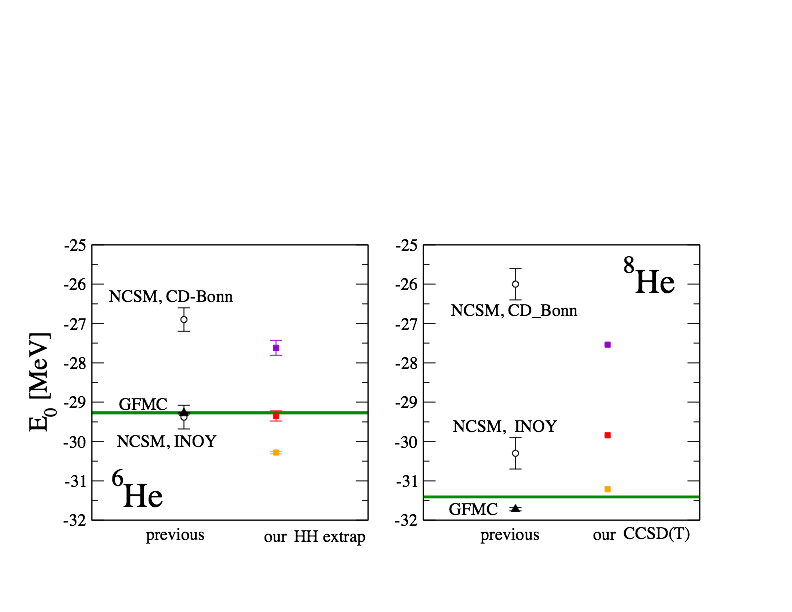 E0 [MeV]
-25
-26
-27
-28
-29
-30
-31
-32
NCSM, CD-Bonn
GFMC
NCSM, INOY
6He
previous
our HH extrap
-25
-26
-27
-28
-29
-30
-31
-32
8He
NCSM, CD_Bonn
NCSM, INOY
GFMC
previous
our CCSD(T)